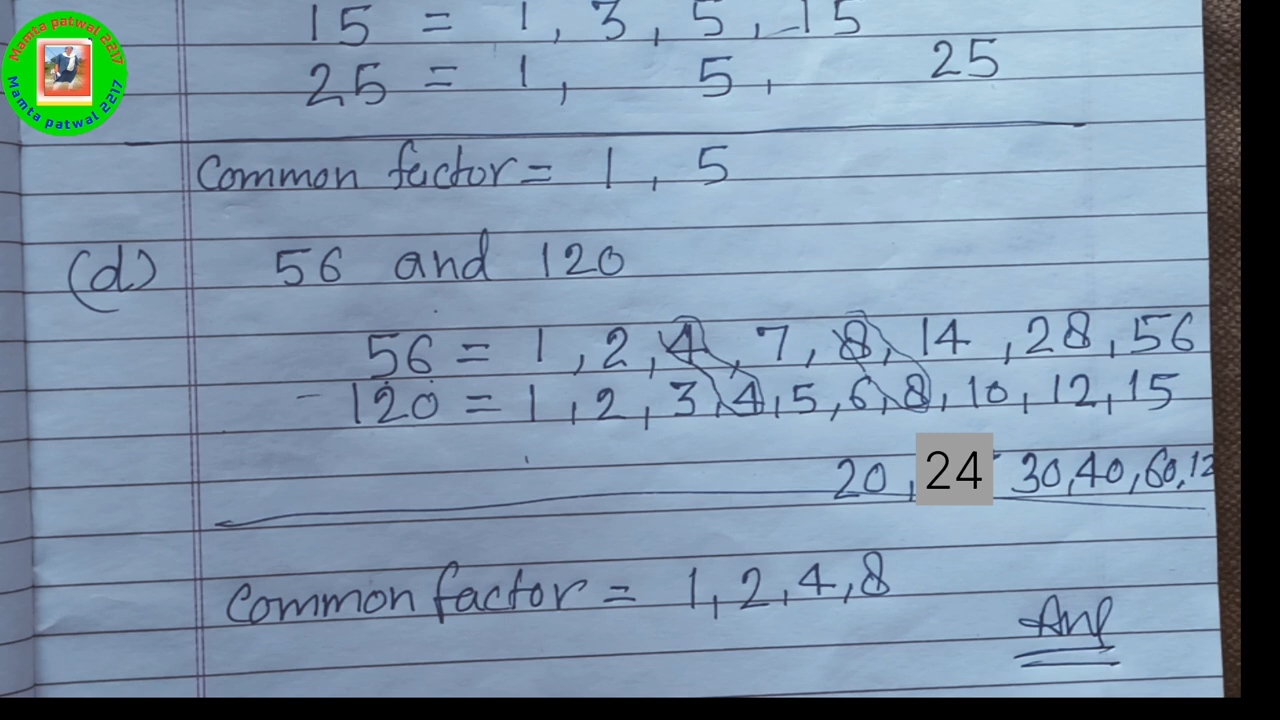 Mamta patwal 2217
Mamta patwal 2217
15 = 1, 3, 5, 15
25 = 1, 5, 25
Common factor = 1, 5
(d) 56 and 120
56 = 1, 2, 4, 7, 8, 14, 28, 56
120 = 1, 2, 3, 4, 5, 6, 8, 10, 12, 15
20, 24 30, 40, 60, 12
Common factor = 1, 2, 4, 8
Ans